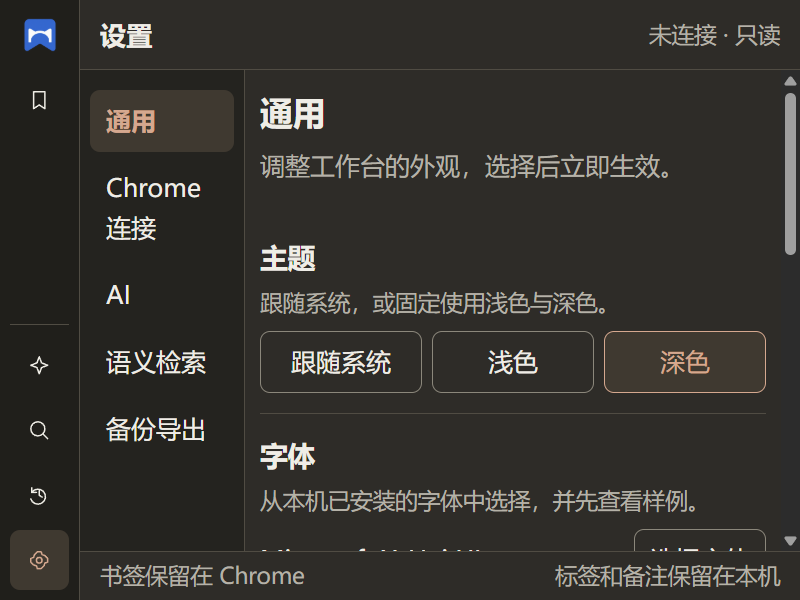 设置
未连接 · 只读
通用
Chrome
连接
AI
语义检索
备份导出
通用
调整工作台的外观，选择后立即生效。
主题
跟随系统，或固定使用浅色与深色。
跟随系统
浅色
深色
字体
从本机已安装的字体中选择，并先查看样例。
书签保留在 Chrome
标签和备注保留在本机